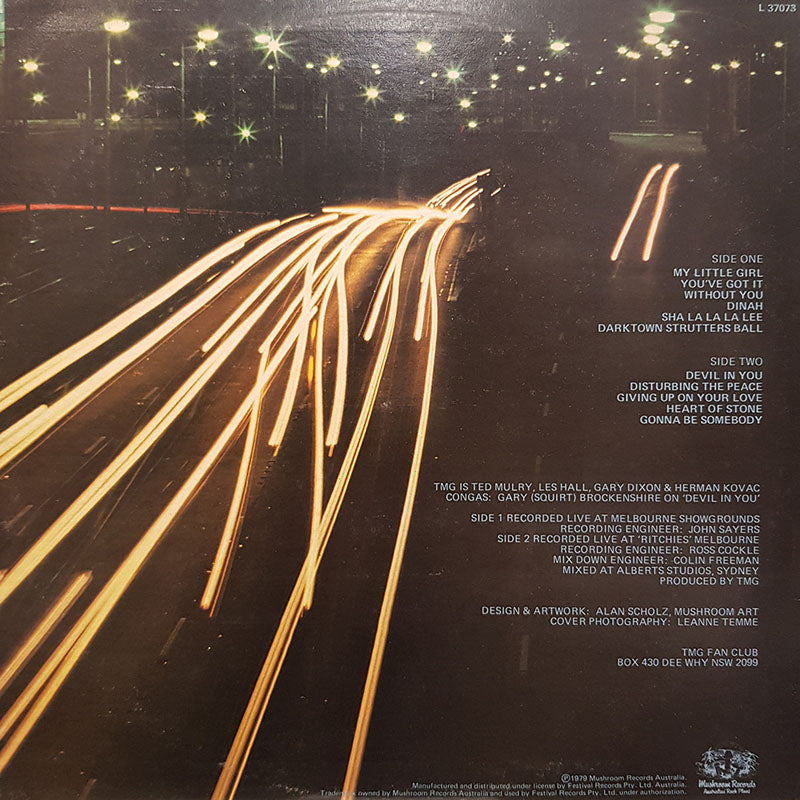 L 37073
SIDE ONE
MY LITTLE GIRL
YOU'VE GOT IT
WITHOUT YOU
DINAH
SHA LA LA LA LEE
DARKTOWN STRUTTERS BALL
SIDE TWO
DEVIL IN YOU
DISTURBING THE PEACE
GIVING UP ON YOUR LOVE
HEART OF STONE
GONNA BE SOMEBODY
TMG IS TED MULRY, LES HALL, GARY DIXON & HERMAN KOVAC
CONGAS: GARY (SQUIRT) BROCKENSHIRE ON 'DEVIL IN YOU'
SIDE 1 RECORDED LIVE AT MELBOURNE SHOWGROUNDS
RECORDING ENGINEER: JOHN SAYERS
SIDE 2 RECORDED LIVE AT 'RITCHIES' MELBOURNE
RECORDING ENGINEER: ROSS COCKLE
MIX DOWN ENGINEER: COLIN FREEMAN
MIXED AT ALBERTS STUDIOS, SYDNEY
PRODUCED BY TMG
DESIGN & ARTWORK: ALAN SCHOLZ, MUSHROOM ART
COVER PHOTOGRAPHY: LEANNE TEMME
TMG FAN CLUB
BOX 430 DEE WHY NSW 2099
℗1979 Mushroom Records Australia.
Manufactured and distributed under license by Festival Records Pty. Ltd. Australia.
Trademark owned by Mushroom Records Australia and used by Festival Records Pty. Ltd. under authorization.
Mushroom Records